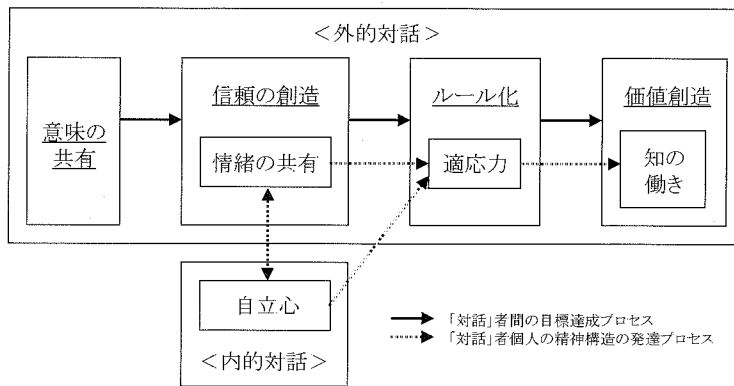 ＜外的対話＞
意味の
共有
信頼の創造
情緒の共有
ルール化
適応力
価値創造
知の
働き
自立心
＜内的対話＞
「対話」者間の目標達成プロセス
「対話」者個人の精神構造の発達プロセス